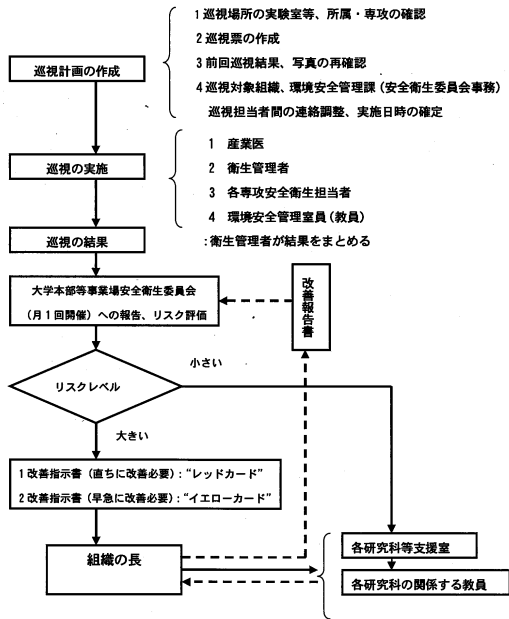 1 巡視場所の実験室等、所属・専攻の確認
2 巡視票の作成
3 前回巡視結果、写真の再確認
4 巡視対象組織、環境安全管理課（安全衛生委員会事務）
巡視担当者間の連絡調整、実施日時の確定
巡視計画の作成
1 産業医
2 衛生管理者
3 各専攻安全衛生担当者
4 環境安全管理室員（教員）
巡視の実施
巡視の結果
：衛生管理者が結果をまとめる
大学本部等事業場安全衛生委員会
（月１回開催）への報告、リスク評価
改善報告書
リスクレベル
小さい
大きい
1 改善指示書（直ちに改善必要）：“レッドカード”
2 改善指示書（早急に改善必要）：“イエローカード”
組織の長
各研究科等支援室
各研究科の関係する教員